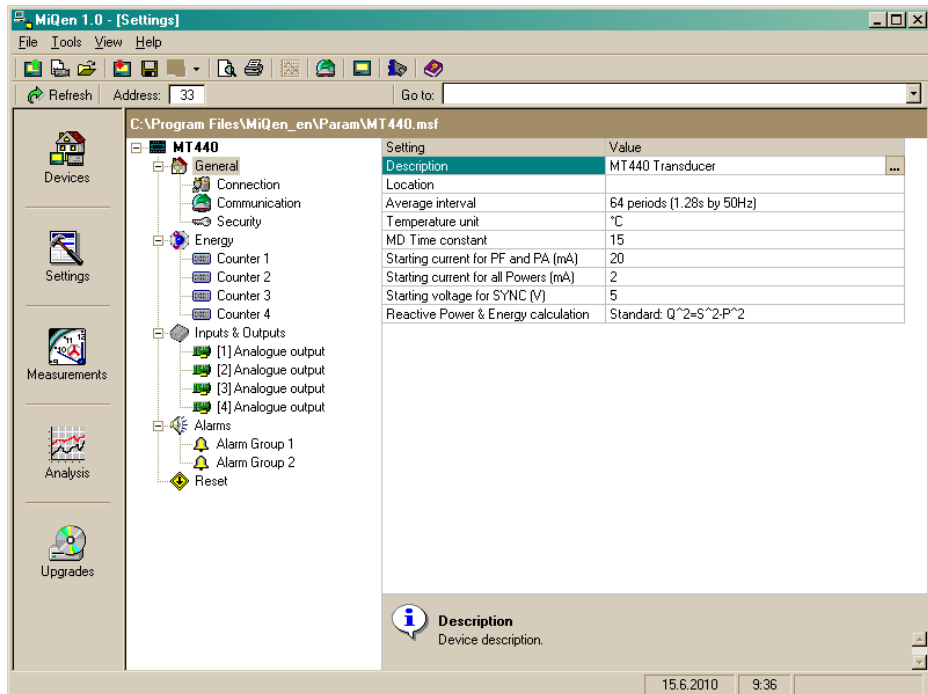 MiQen 1.0 - [Settings]
File Tools View Help
Refresh Address: 33 Go to:
C:\Program Files\MiQen_en\Param\MT440.msf
Devices
Settings
Measurements
Analysis
Upgrades
MT440
General
Connection
Communication
Security
Energy
Counter 1
Counter 2
Counter 3
Counter 4
Inputs & Outputs
[1] Analogue output
[2] Analogue output
[3] Analogue output
[4] Analogue output
Alarms
Alarm Group 1
Alarm Group 2
Reset
Setting Value
Description MT440 Transducer ...
Location
Average interval 64 periods (1.28s by 50Hz)
Temperature unit °C
MD Time constant 15
Starting current for PF and PA (mA) 20
Starting current for all Powers (mA) 2
Starting voltage for SYNC (V) 5
Reactive Power & Energy calculation Standard: Q^2=S^2-P^2
Description
Device description.
15.6.2010 9:36